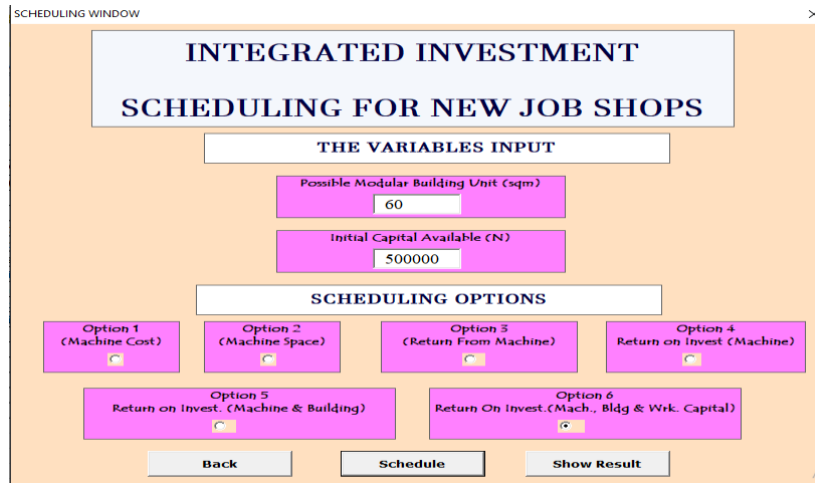 SCHEDULING WINDOW
INTEGRATED INVESTMENT
SCHEDULING FOR NEW JOB SHOPS
THE VARIABLES INPUT
Possible Modular Building Unit (sqm)
60
Initial Capital Available (N)
500000
SCHEDULING OPTIONS
Option 1
(Machine Cost)
Option 2
(Machine Space)
Option 3
(Return From Machine)
Option 4
Return on Invest (Machine)
Option 5
Return on Invest. (Machine & Building)
Option 6
Return On Invest.(Mach., Bldg & Wrk. Capital)
Back
Schedule
Show Result